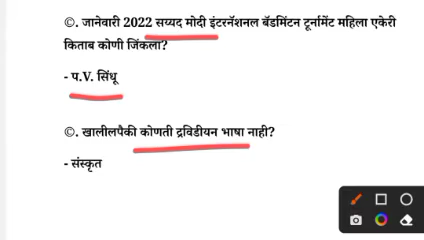 ©. जानेवारी 2022 सय्यद मोदी इंटरनॅशनल बॅडमिंटन टूर्नामेंट महिला एकेरी
किताब कोणी जिंकला?
- प.V. सिंधू
©. खालीलपैकी कोणती द्रविडीयन भाषा नाही?
- संस्कृत